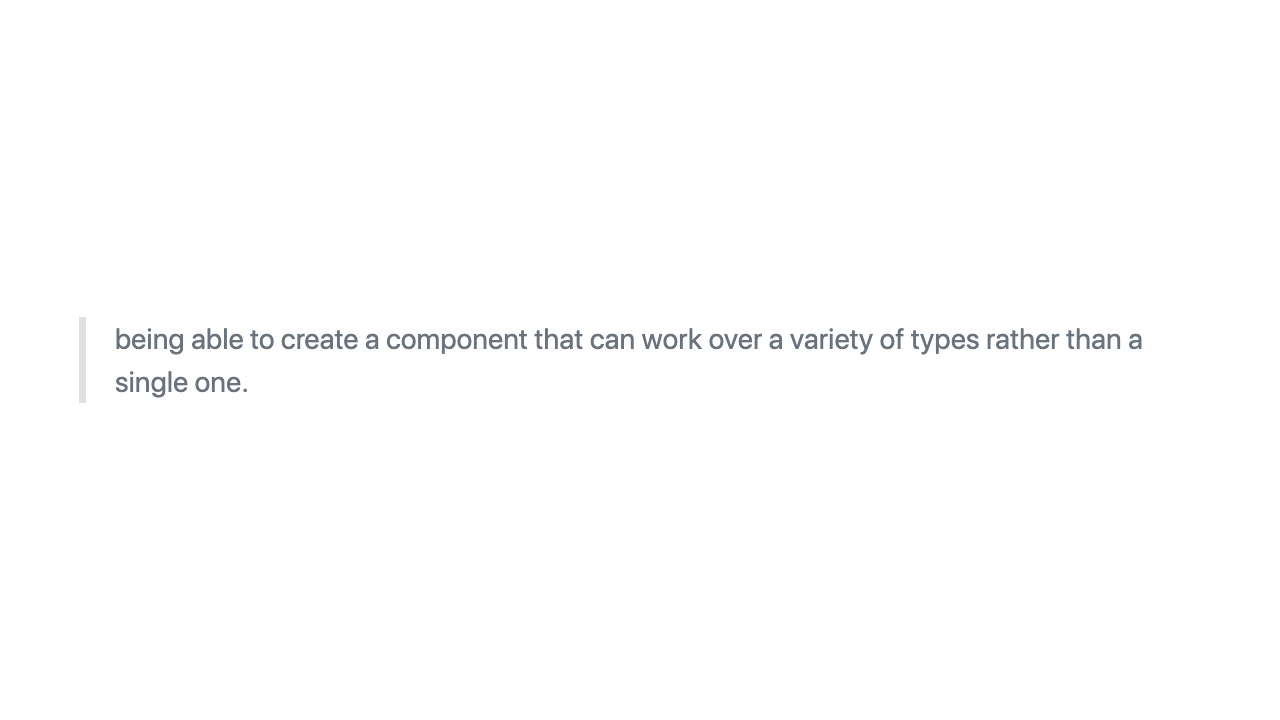 being able to create a component that can work over a variety of types rather than a
single one.